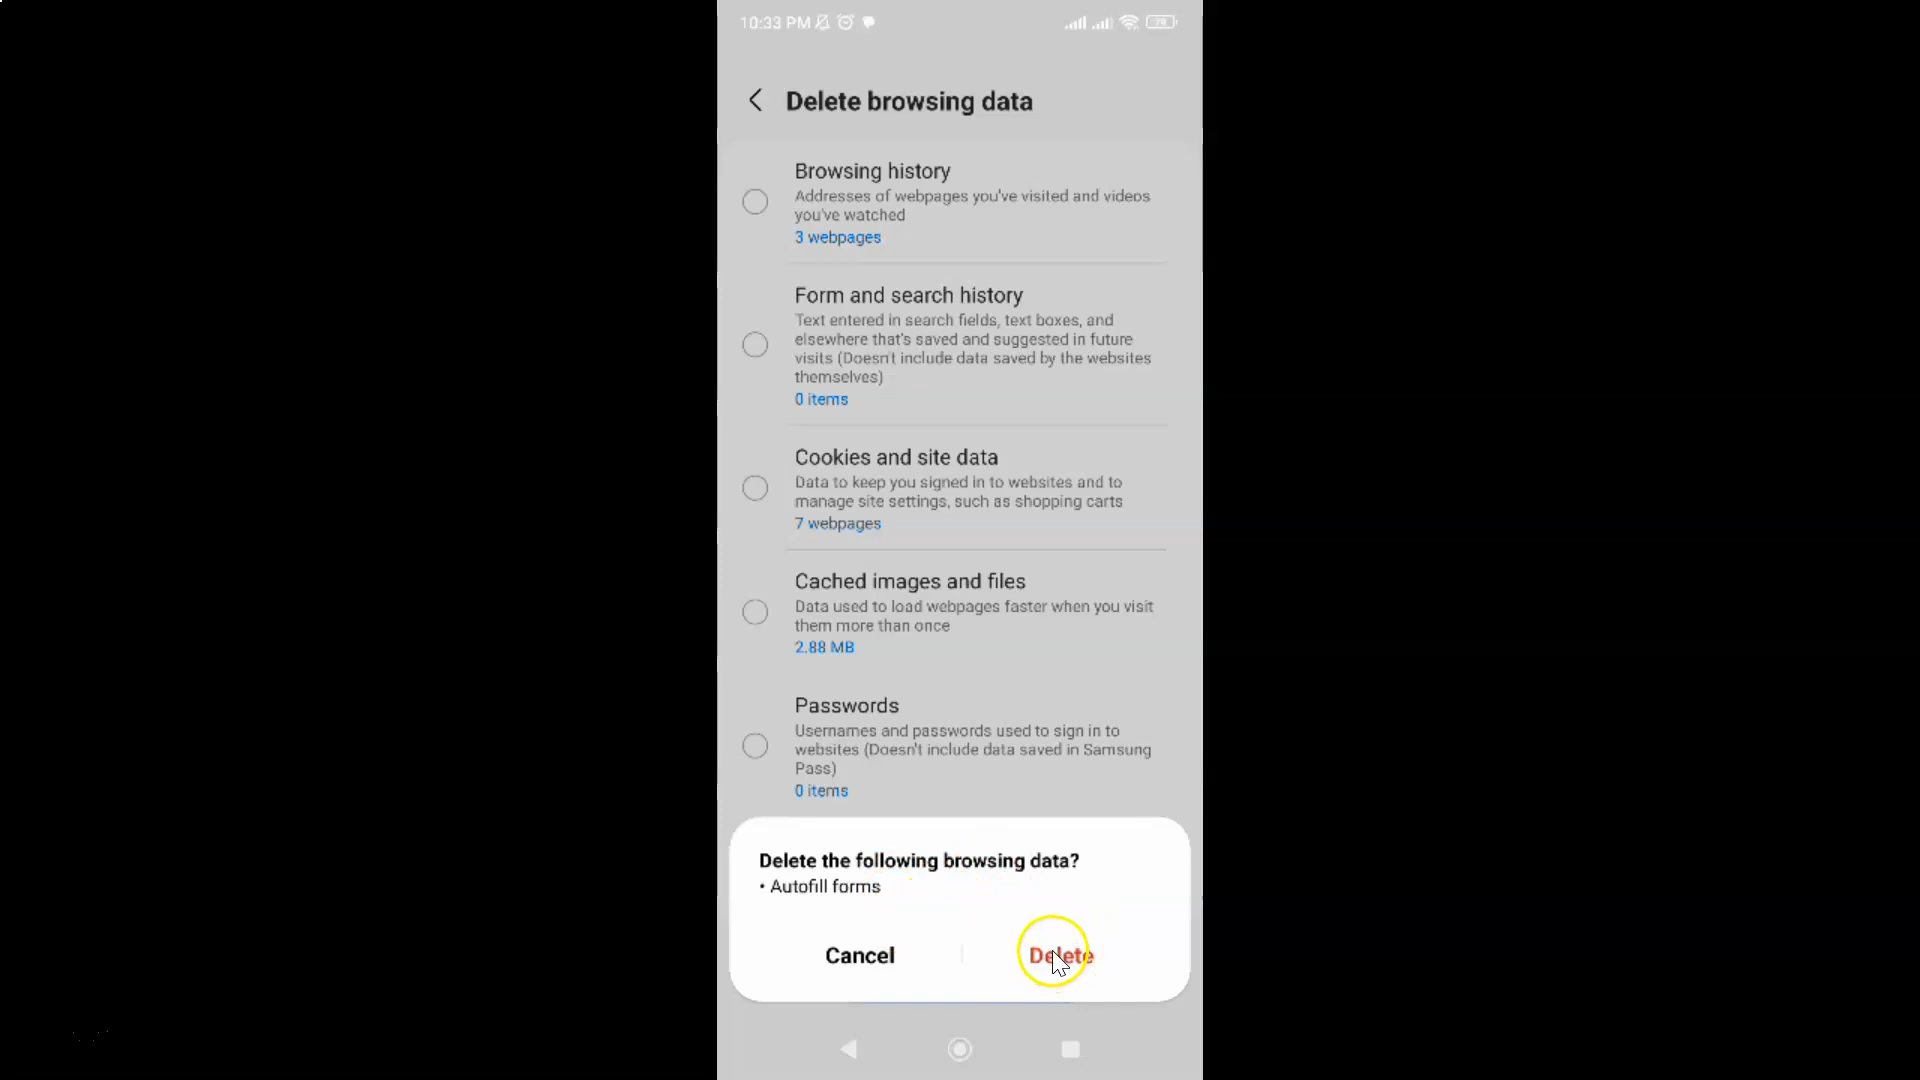 10:33 PM
Delete browsing data
Browsing history
Addresses of webpages you've visited and videos
you've watched
3 webpages
Form and search history
Text entered in search fields, text boxes, and
elsewhere that's saved and suggested in future
visits (Doesn't include data saved by the websites
themselves)
0 items
Cookies and site data
Data to keep you signed in to websites and to
manage site settings, such as shopping carts
7 webpages
Cached images and files
Data used to load webpages faster when you visit
them more than once
2.88 MB
Passwords
Usernames and passwords used to sign in to
websites (Doesn't include data saved in Samsung
Pass)
0 items
Delete the following browsing data?
• Autofill forms
Cancel
Delete